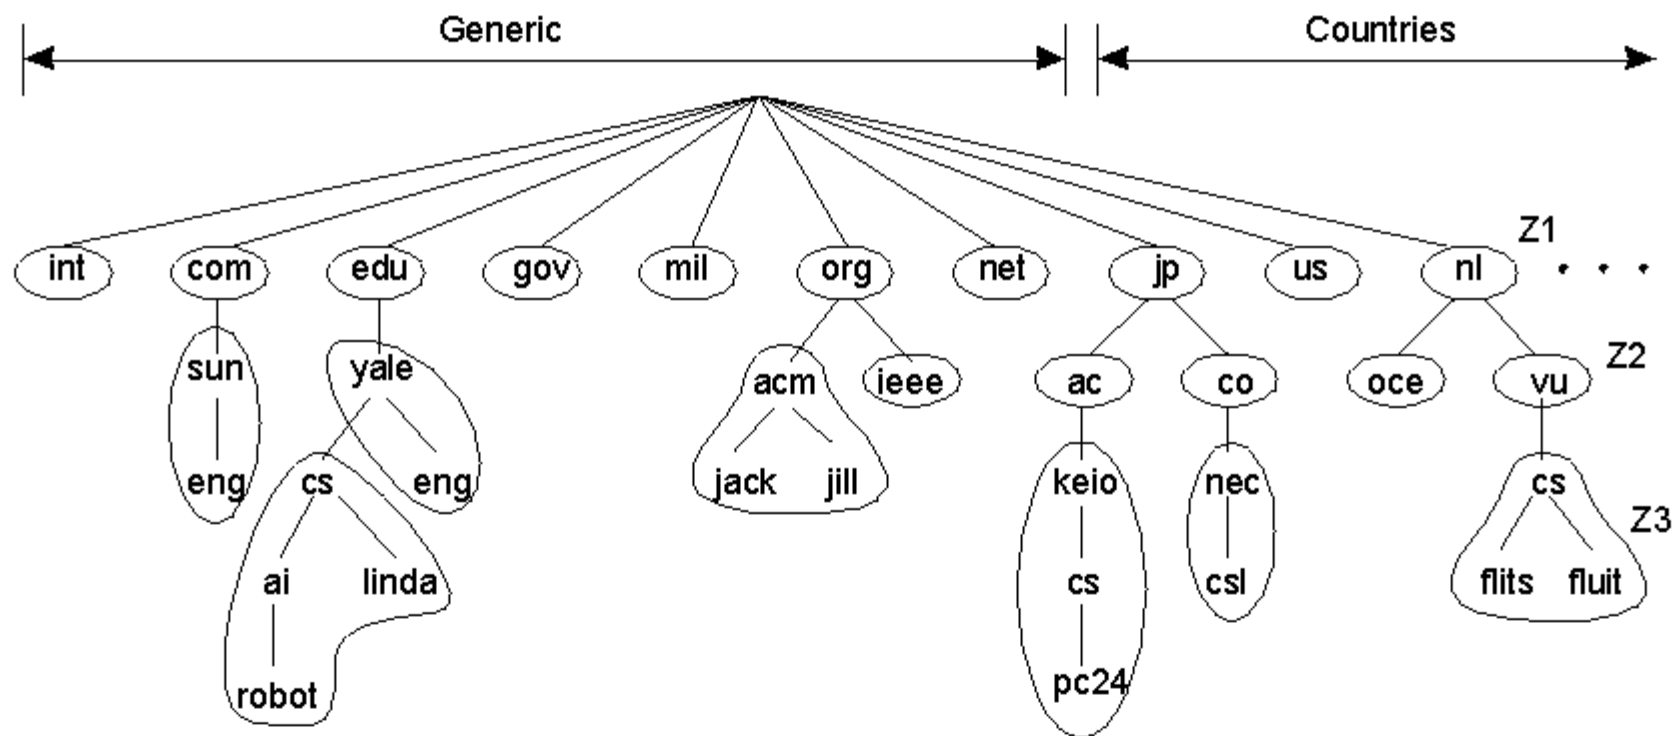 Generic Countries
Z1
int com edu gov mil org net jp us nl . . .
sun yale acm ieee ac co oce vu Z2
eng cs eng jack jill keio nec cs
Z3
ai linda cs csl flits fluit
robot pc24